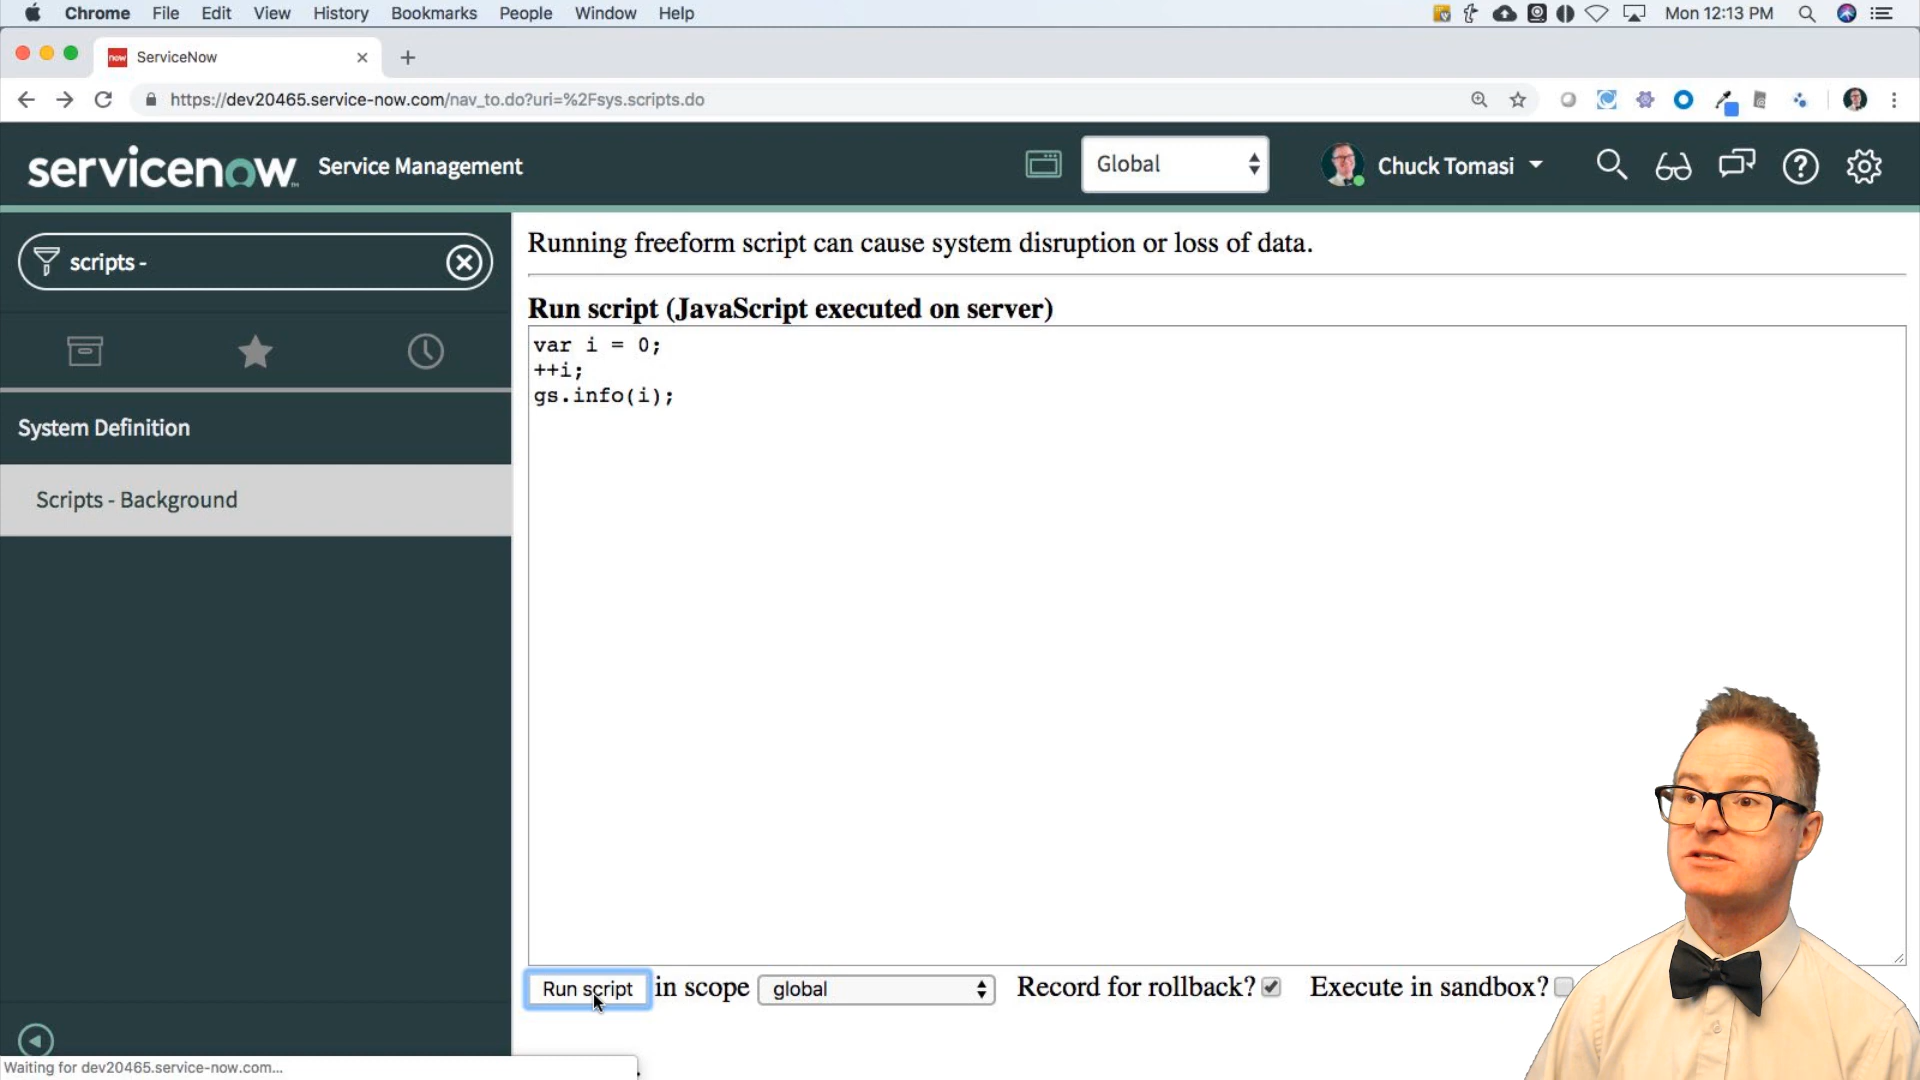 Chrome File Edit View History Bookmarks People Window Help Mon 12:13 PM
now ServiceNow
https://dev20465.service-now.com/nav_to.do?uri=%2Fsys.scripts.do
servicenow Service Management Global Chuck Tomasi
scripts -
System Definition
Scripts - Background
Running freeform script can cause system disruption or loss of data.
Run script (JavaScript executed on server)
var i = 0;
++i;
gs.info(i);
Run script in scope global Record for rollback? Execute in sandbox?
Waiting for dev20465.service-now.com...